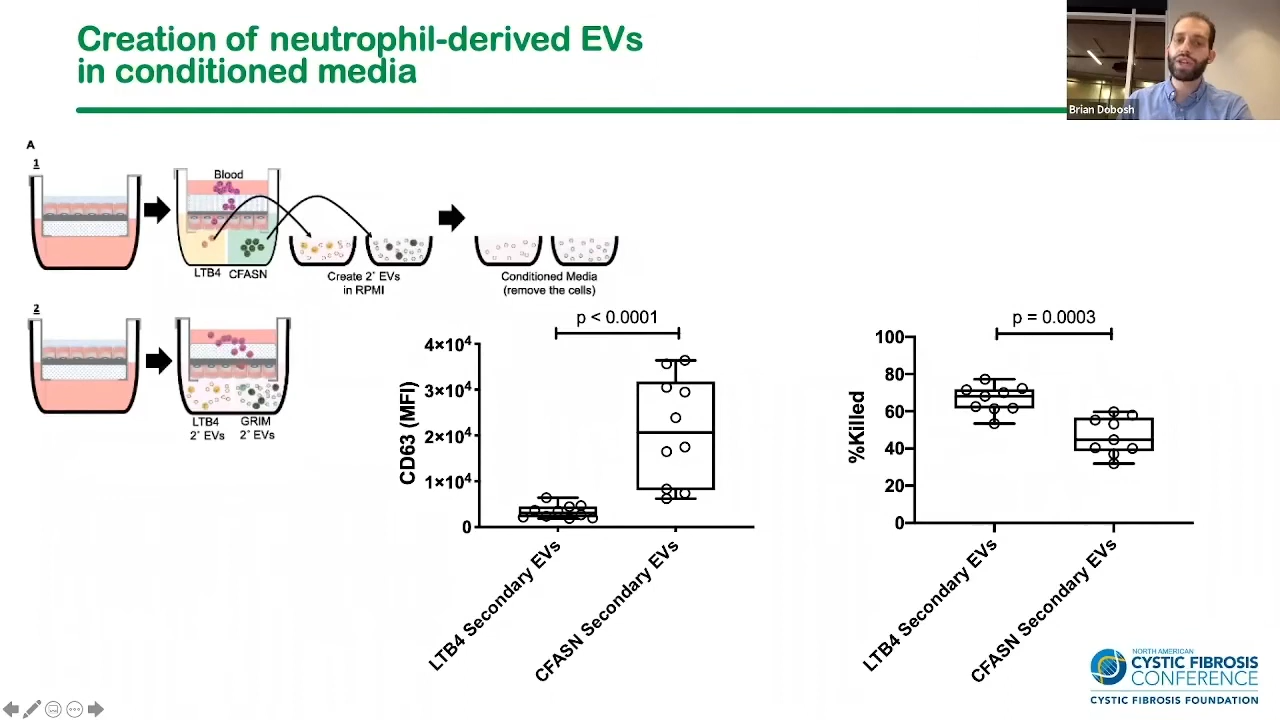 Creation of neutrophil-derived EVs
in conditioned media
Brian Dobosh
A
1
Blood
LTB4 CFASN
Create 2˚ EVs
in RPMI
Conditioned Media
(remove the cells)
2
LTB4
2˚ EVs
GRIM
2˚ EVs
p < 0.0001
4×10⁴
3×10⁴
2×10⁴
1×10⁴
0
CD63 (MFI)
LTB4 Secondary EVs
CFASN Secondary EVs
p = 0.0003
100
80
60
40
20
0
%Killed
LTB4 Secondary EVs
CFASN Secondary EVs
NORTH AMERICAN
CYSTIC FIBROSIS
CONFERENCE
CYSTIC FIBROSIS FOUNDATION